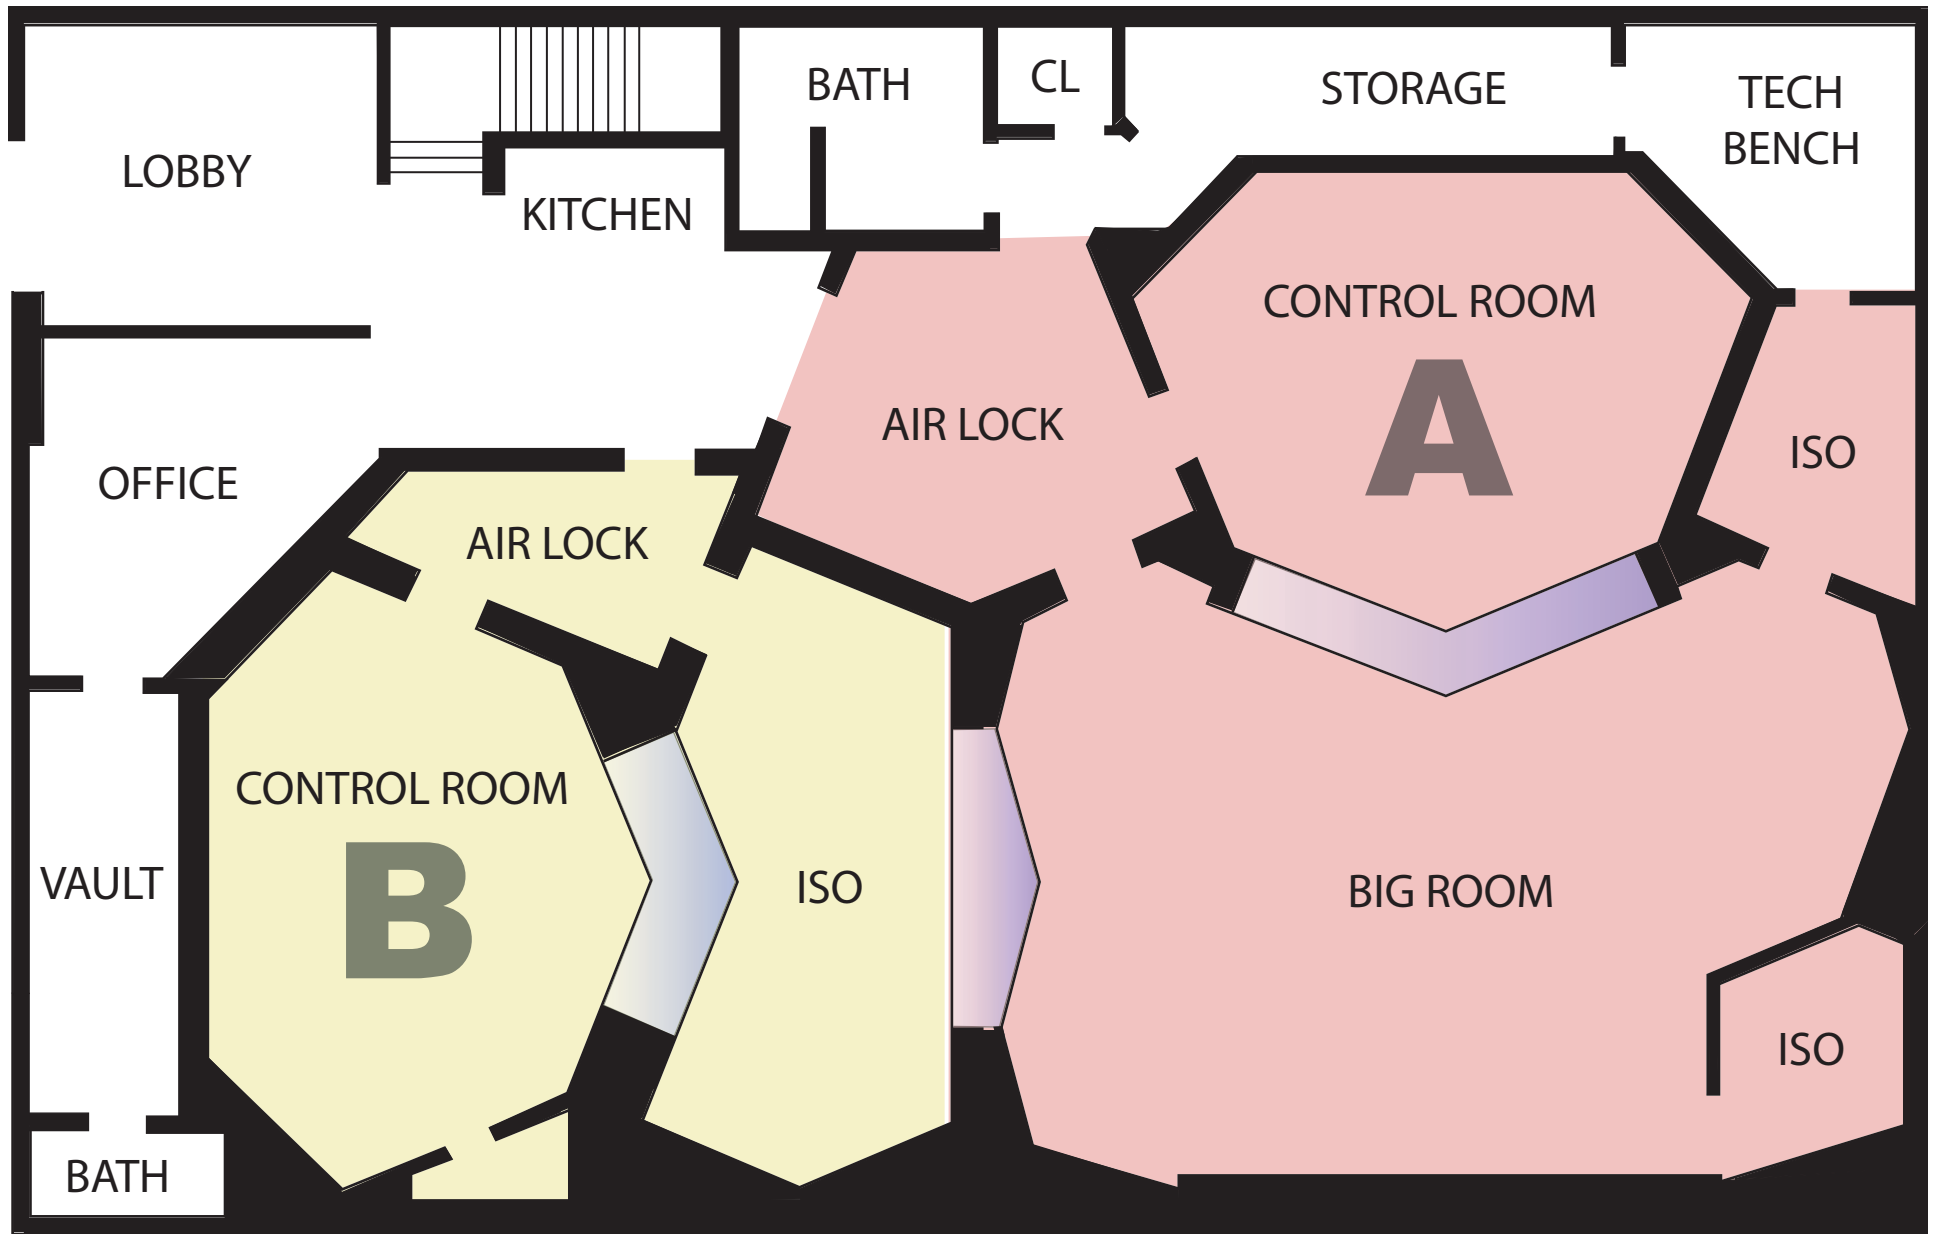 BATH
CL
STORAGE
TECH
BENCH
LOBBY
KITCHEN
CONTROL ROOM
A
AIR LOCK
ISO
OFFICE
AIR LOCK
CONTROL ROOM
B
VAULT
ISO
BIG ROOM
ISO
BATH